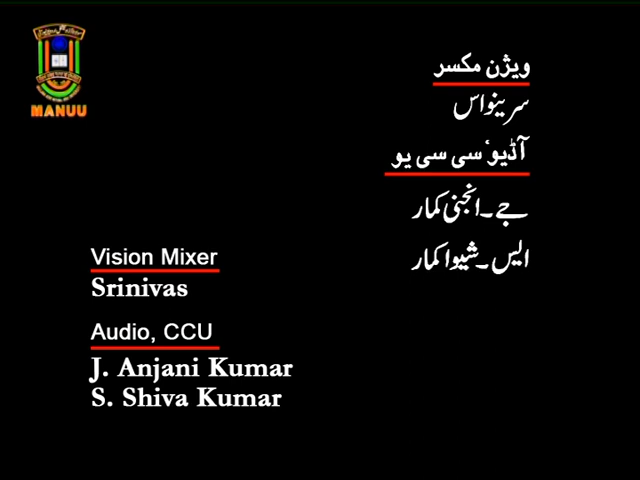 MANUU
ویژن مکسر
سرینواس
آڈیو، سی سی یو
جے۔انجنی کمار
ایس۔شیوا کمار
Vision Mixer
Srinivas
Audio, CCU
J. Anjani Kumar
S. Shiva Kumar